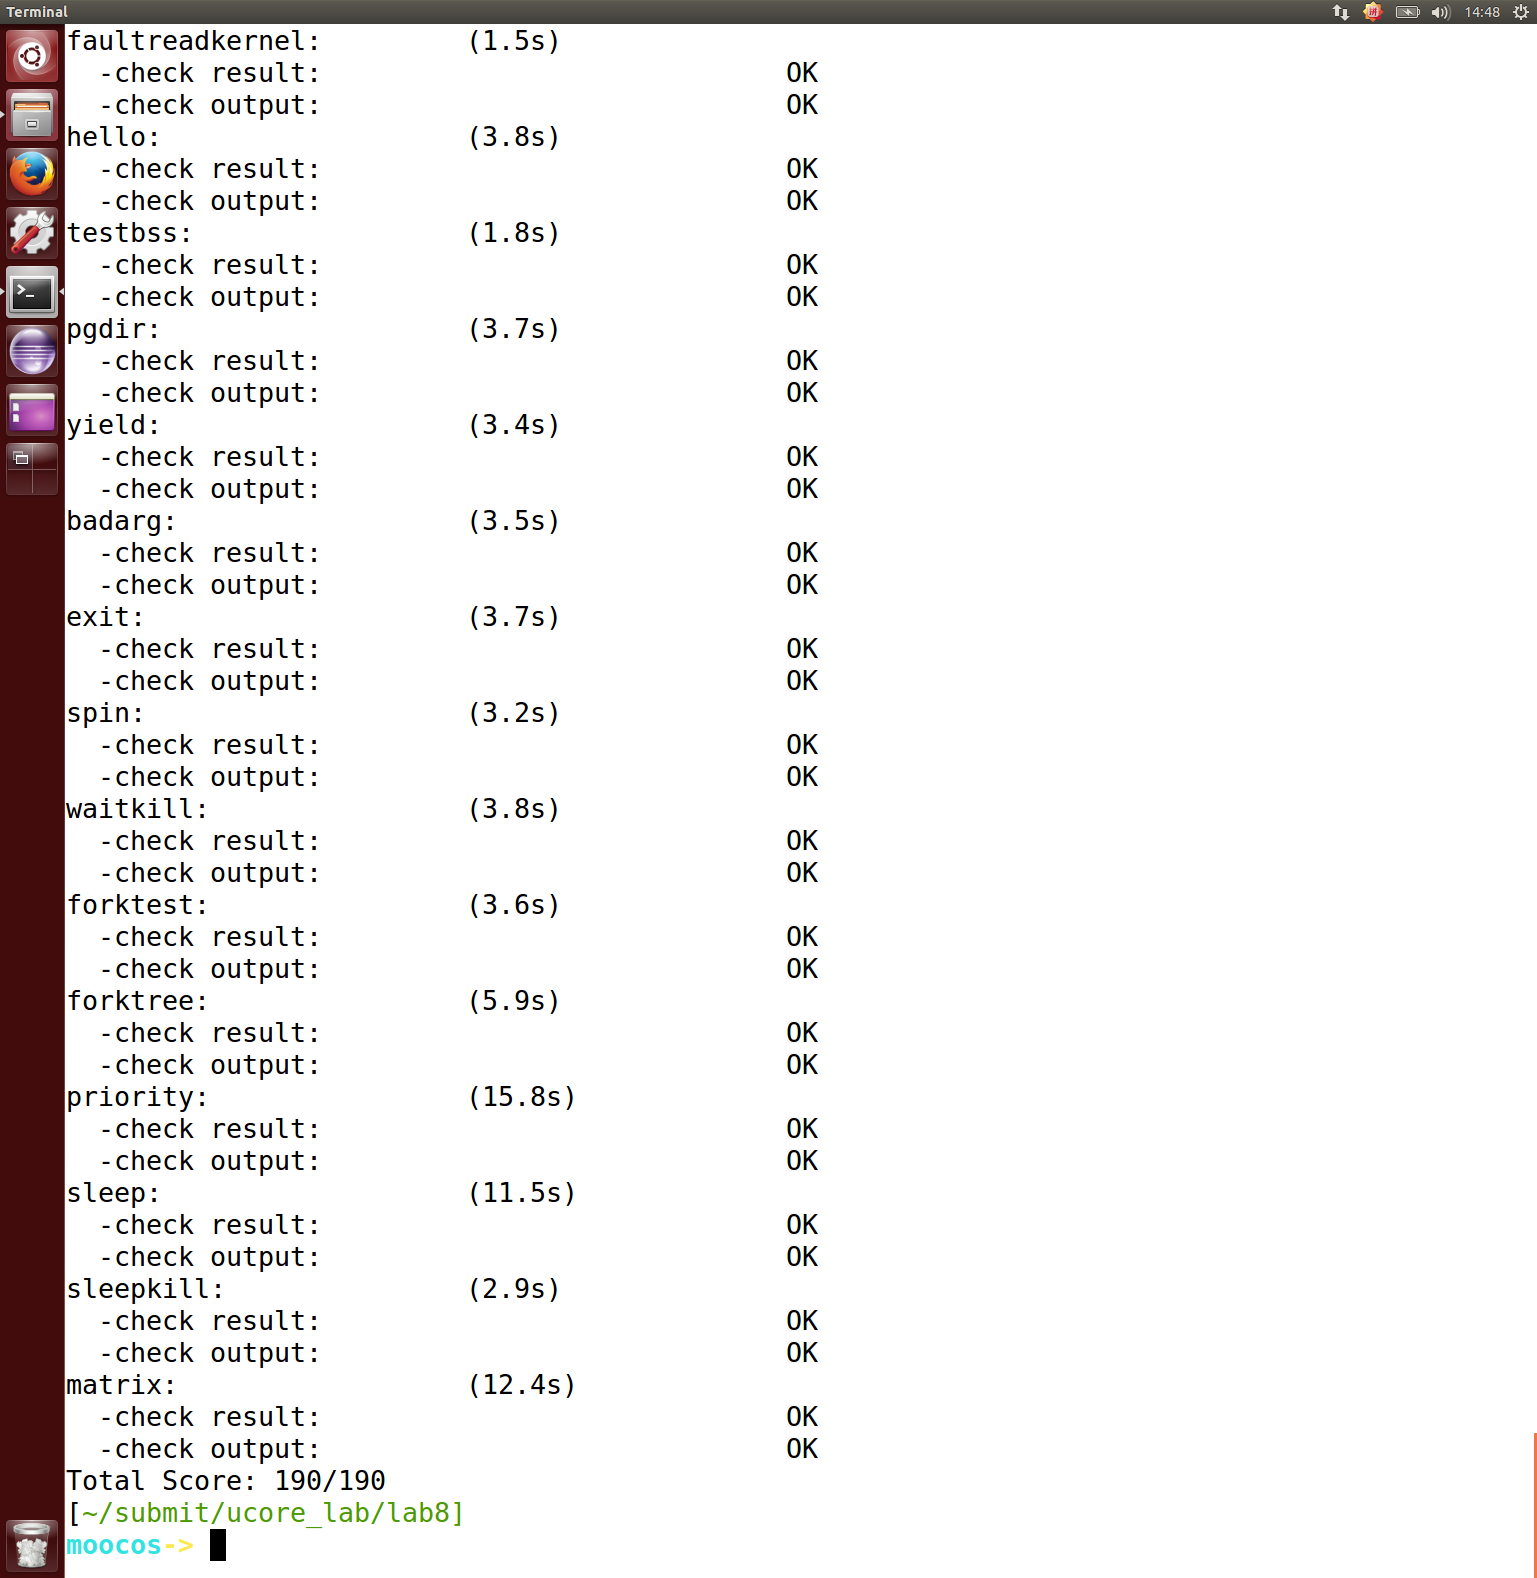 Terminal 14:48
faultreadkernel: (1.5s)
-check result: OK
-check output: OK
hello: (3.8s)
-check result: OK
-check output: OK
testbss: (1.8s)
-check result: OK
-check output: OK
pgdir: (3.7s)
-check result: OK
-check output: OK
yield: (3.4s)
-check result: OK
-check output: OK
badarg: (3.5s)
-check result: OK
-check output: OK
exit: (3.7s)
-check result: OK
-check output: OK
spin: (3.2s)
-check result: OK
-check output: OK
waitkill: (3.8s)
-check result: OK
-check output: OK
forktest: (3.6s)
-check result: OK
-check output: OK
forktree: (5.9s)
-check result: OK
-check output: OK
priority: (15.8s)
-check result: OK
-check output: OK
sleep: (11.5s)
-check result: OK
-check output: OK
sleepkill: (2.9s)
-check result: OK
-check output: OK
matrix: (12.4s)
-check result: OK
-check output: OK
Total Score: 190/190
[~/submit/ucore_lab/lab8]
moocos->